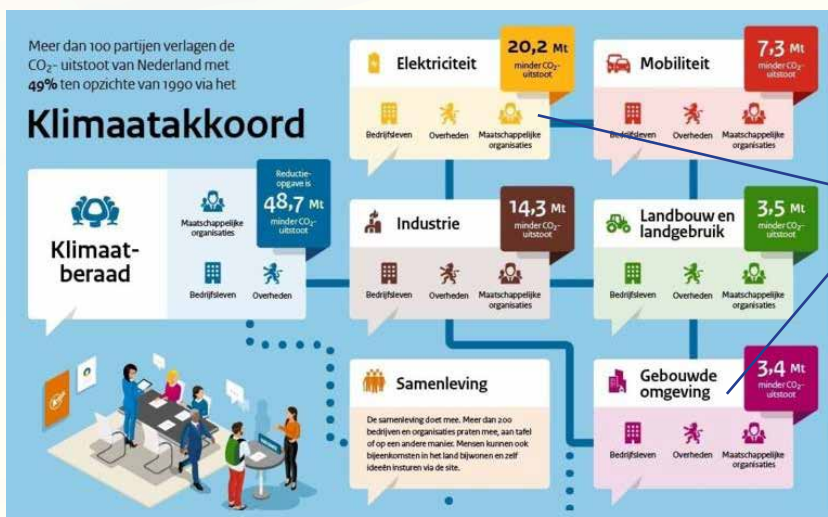 Meer dan 100 partijen verlagen de
CO₂- uitstoot van Nederland met
49% ten opzichte van 1990 via het
Klimaatakkoord
Klimaat-
beraad
Maatschappelijke
organisaties
Bedrijfsleven
Overheden
Reductie-
opgave is
48,7 Mt
minder CO₂-
uitstoot
Elektriciteit
20,2 Mt
minder CO₂-
uitstoot
Bedrijfsleven
Overheden
Maatschappelijke
organisaties
Mobiliteit
7,3 Mt
minder CO₂-
uitstoot
Bedrijfsleven
Overheden
Maatschappelijke
organisaties
Industrie
14,3 Mt
minder CO₂-
uitstoot
Bedrijfsleven
Overheden
Maatschappelijke
organisaties
Landbouw en
landgebruik
3,5 Mt
minder CO₂-
uitstoot
Bedrijfsleven
Overheden
Maatschappelijke
organisaties
Samenleving
De samenleving doet mee. Meer dan 200
bedrijven en organisaties praten mee, aan tafel
of op een andere manier. Mensen kunnen ook
bijeenkomsten in het land bijwonen en zelf
ideeën insturen via de site.
Gebouwde
omgeving
3,4 Mt
minder CO₂-
uitstoot
Bedrijfsleven
Overheden
Maatschappelijke
organisaties